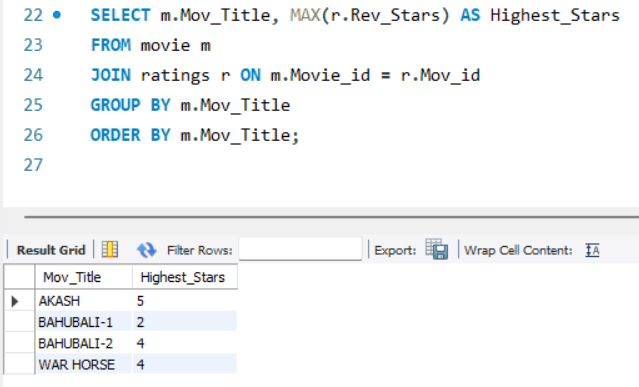 22 SELECT m.Mov_Title, MAX(r.Rev_Stars) AS Highest_Stars
23 FROM movie m
24 JOIN ratings r ON m.Movie_id = r.Mov_id
25 GROUP BY m.Mov_Title
26 ORDER BY m.Mov_Title;
27
Result Grid Filter Rows: Export: Wrap Cell Content: IA
Mov_Title Highest_Stars
AKASH 5
BAHUBALI-1 2
BAHUBALI-2 4
WAR HORSE 4